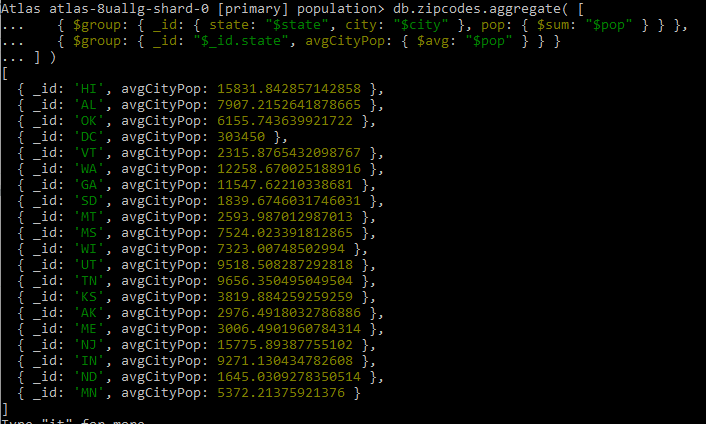 Atlas atlas-8uallg-shard-0 [primary] population> db.zipcodes.aggregate( [
...    { $group: { _id: { state: "$state", city: "$city" }, pop: { $sum: "$pop" } } },
...    { $group: { _id: "$_id.state", avgCityPop: { $avg: "$pop" } } }
... ] )
[
  { _id: 'HI', avgCityPop: 15831.842857142858 },
  { _id: 'AL', avgCityPop: 7907.2152641878665 },
  { _id: 'OK', avgCityPop: 6155.743639921722 },
  { _id: 'DC', avgCityPop: 303450 },
  { _id: 'VT', avgCityPop: 2315.8765432098767 },
  { _id: 'WA', avgCityPop: 12258.670025188916 },
  { _id: 'GA', avgCityPop: 11547.62210338681 },
  { _id: 'SD', avgCityPop: 1839.6746031746031 },
  { _id: 'MT', avgCityPop: 2593.987012987013 },
  { _id: 'MS', avgCityPop: 7524.023391812865 },
  { _id: 'WI', avgCityPop: 7323.00748502994 },
  { _id: 'UT', avgCityPop: 9518.508287292818 },
  { _id: 'TN', avgCityPop: 9656.350495049504 },
  { _id: 'KS', avgCityPop: 3819.884259259259 },
  { _id: 'AK', avgCityPop: 2976.4918032786886 },
  { _id: 'ME', avgCityPop: 3006.4901960784314 },
  { _id: 'NJ', avgCityPop: 15775.89387755102 },
  { _id: 'IN', avgCityPop: 9271.130434782608 },
  { _id: 'ND', avgCityPop: 1645.0309278350514 },
  { _id: 'MN', avgCityPop: 5372.21375921376 }
]
Type "it" for more